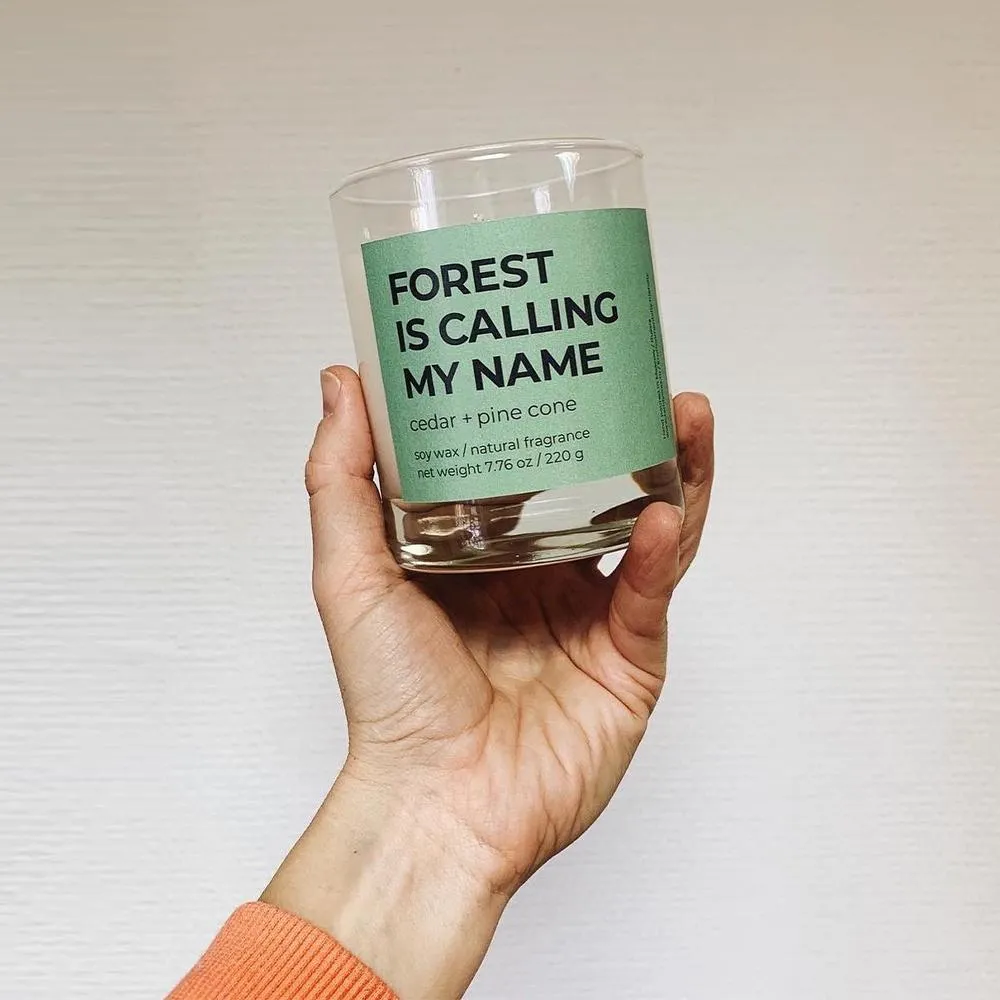 FOREST
IS CALLING
MY NAME
cedar + pine cone
soy wax / natural fragrance
net weight 7.76 oz / 220 g